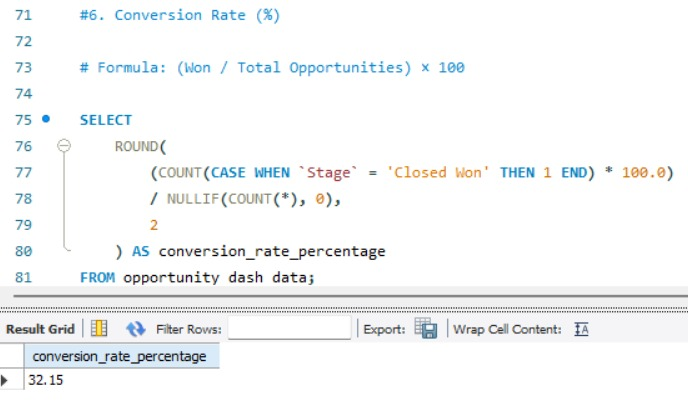 71 #6. Conversion Rate (%)
72
73 # Formula: (Won / Total Opportunities) × 100
74
75 SELECT
76 ROUND(
77 (COUNT(CASE WHEN `Stage` = 'Closed Won' THEN 1 END) * 100.0)
78 / NULLIF(COUNT(*), 0),
79 2
80 ) AS conversion_rate_percentage
81 FROM opportunity dash data;
Result Grid Filter Rows: Export: Wrap Cell Content: IA
conversion_rate_percentage
32.15